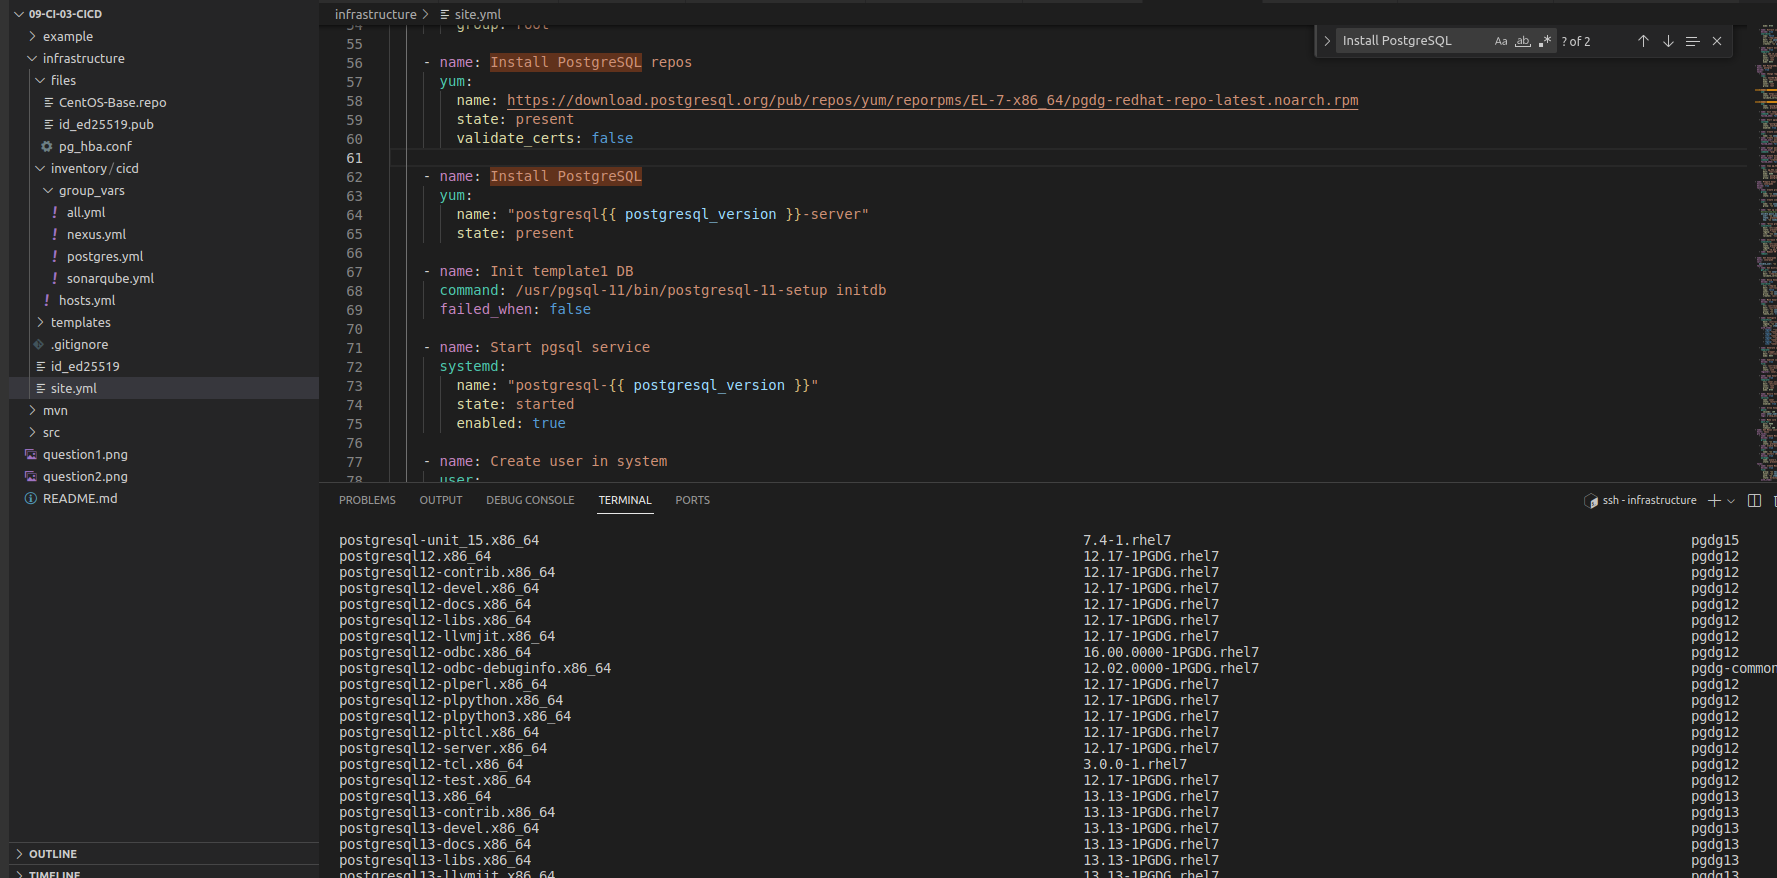 09-CI-03-CICD
example
infrastructure
files
CentOS-Base.repo
id_ed25519.pub
pg_hba.conf
inventory / cicd
group_vars
all.yml
nexus.yml
postgres.yml
sonarqube.yml
hosts.yml
templates
.gitignore
id_ed25519
site.yml
mvn
src
question1.png
question2.png
README.md
OUTLINE
TIMELINE
infrastructure > site.yml
Install PostgreSQL Aa ab .* ? of 2
54 group: root
55
56 - name: Install PostgreSQL repos
57 yum:
58 name: https://download.postgresql.org/pub/repos/yum/reporpms/EL-7-x86_64/pgdg-redhat-repo-latest.noarch.rpm
59 state: present
60 validate_certs: false
61
62 - name: Install PostgreSQL
63 yum:
64 name: "postgresql{{ postgresql_version }}-server"
65 state: present
66
67 - name: Init template1 DB
68 command: /usr/pgsql-11/bin/postgresql-11-setup initdb
69 failed_when: false
70
71 - name: Start pgsql service
72 systemd:
73 name: "postgresql-{{ postgresql_version }}"
74 state: started
75 enabled: true
76
77 - name: Create user in system
78 user:
PROBLEMS OUTPUT DEBUG CONSOLE TERMINAL PORTS
ssh - infrastructure
postgresql-unit_15.x86_64 7.4-1.rhel7 pgdg15
postgresql12.x86_64 12.17-1PGDG.rhel7 pgdg12
postgresql12-contrib.x86_64 12.17-1PGDG.rhel7 pgdg12
postgresql12-devel.x86_64 12.17-1PGDG.rhel7 pgdg12
postgresql12-docs.x86_64 12.17-1PGDG.rhel7 pgdg12
postgresql12-libs.x86_64 12.17-1PGDG.rhel7 pgdg12
postgresql12-llvmjit.x86_64 12.17-1PGDG.rhel7 pgdg12
postgresql12-odbc.x86_64 16.00.0000-1PGDG.rhel7 pgdg12
postgresql12-odbc-debuginfo.x86_64 12.02.0000-1PGDG.rhel7 pgdg-common
postgresql12-plperl.x86_64 12.17-1PGDG.rhel7 pgdg12
postgresql12-plpython.x86_64 12.17-1PGDG.rhel7 pgdg12
postgresql12-plpython3.x86_64 12.17-1PGDG.rhel7 pgdg12
postgresql12-pltcl.x86_64 12.17-1PGDG.rhel7 pgdg12
postgresql12-server.x86_64 12.17-1PGDG.rhel7 pgdg12
postgresql12-tcl.x86_64 3.0.0-1.rhel7 pgdg12
postgresql12-test.x86_64 12.17-1PGDG.rhel7 pgdg12
postgresql13.x86_64 13.13-1PGDG.rhel7 pgdg13
postgresql13-contrib.x86_64 13.13-1PGDG.rhel7 pgdg13
postgresql13-devel.x86_64 13.13-1PGDG.rhel7 pgdg13
postgresql13-docs.x86_64 13.13-1PGDG.rhel7 pgdg13
postgresql13-libs.x86_64 13.13-1PGDG.rhel7 pgdg13
postgresql13-llvmjit.x86_64 13.13-1PGDG.rhel7 pgdg13